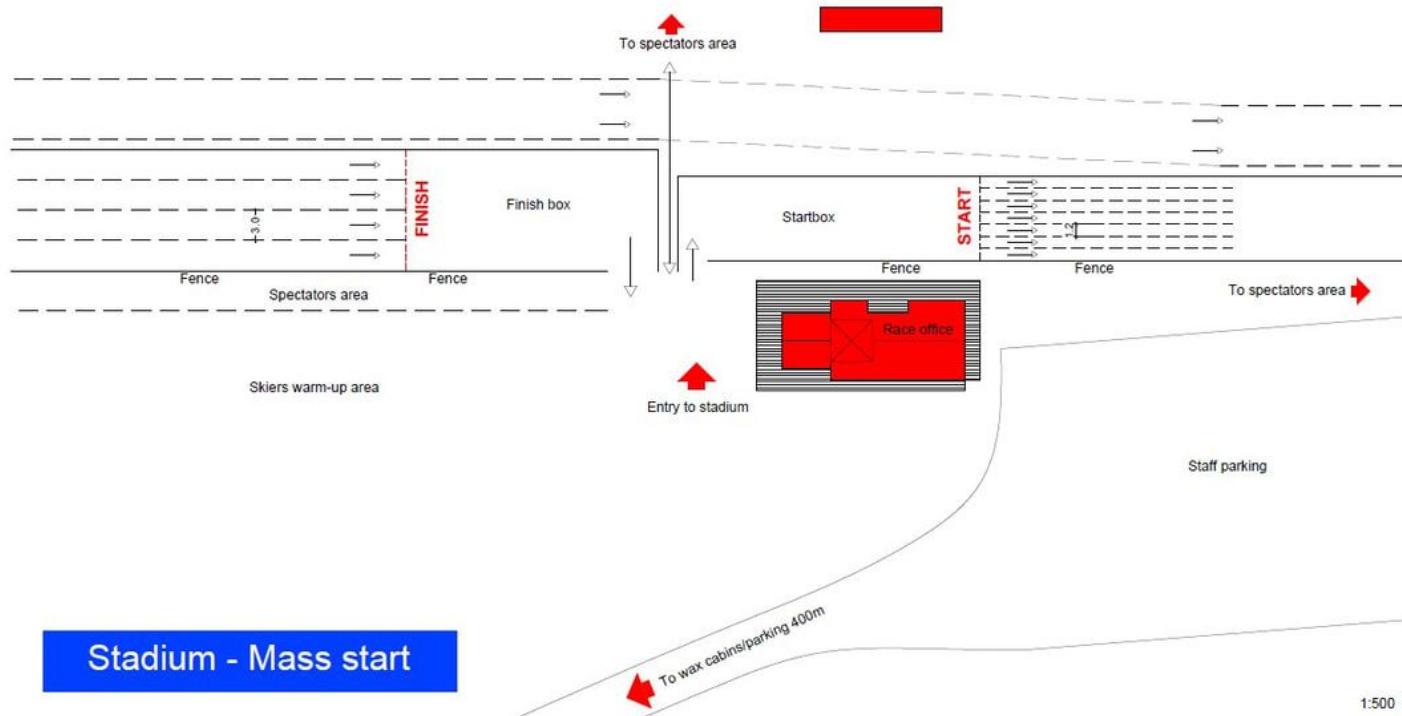 To spectators area
Finish box
Startbox
FINISH
START
3.0
1.2
Fence
Fence
Fence
Fence
Spectators area
To spectators area
Race office
Skiers warm-up area
Entry to stadium
Staff parking
To wax cabins/parking 400m
Stadium - Mass start
1:500